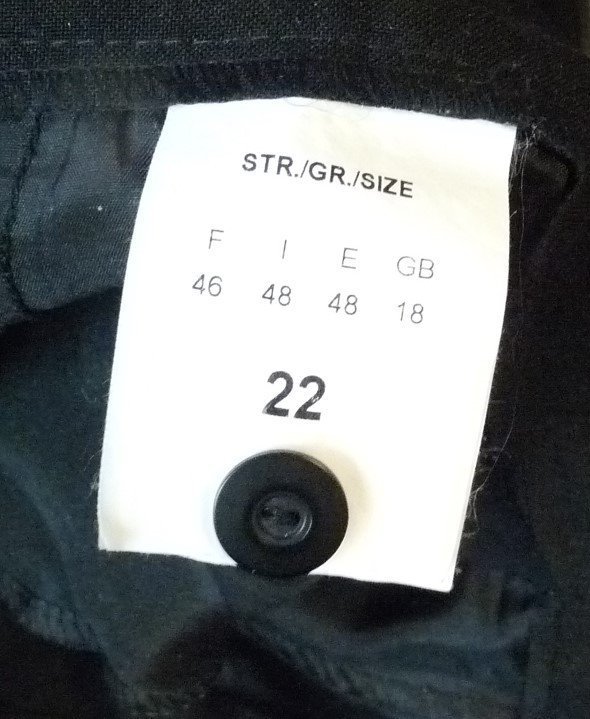 STR./GR./SIZE
F I E GB
46 48 48 18
22